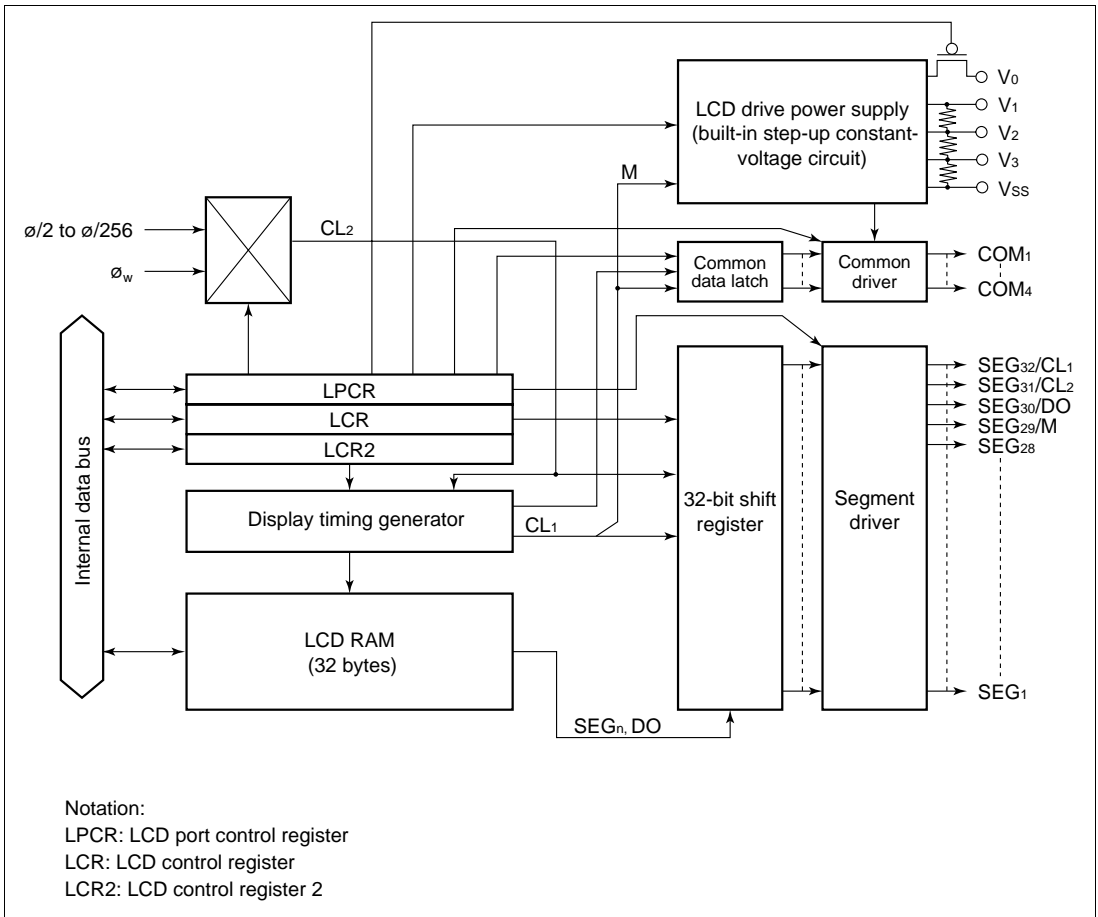 V0
V1
V2
V3
VSS
LCD drive power supply
(built-in step-up constant-
voltage circuit)
M
ø/2 to ø/256
øw
CL2
Common
data latch
Common
driver
COM1
COM4
Internal data bus
LPCR
LCR
LCR2
Display timing generator
CL1
LCD RAM
(32 bytes)
SEGn, DO
32-bit shift
register
Segment
driver
SEG32/CL1
SEG31/CL2
SEG30/DO
SEG29/M
SEG28
SEG1
Notation:
LPCR: LCD port control register
LCR: LCD control register
LCR2: LCD control register 2